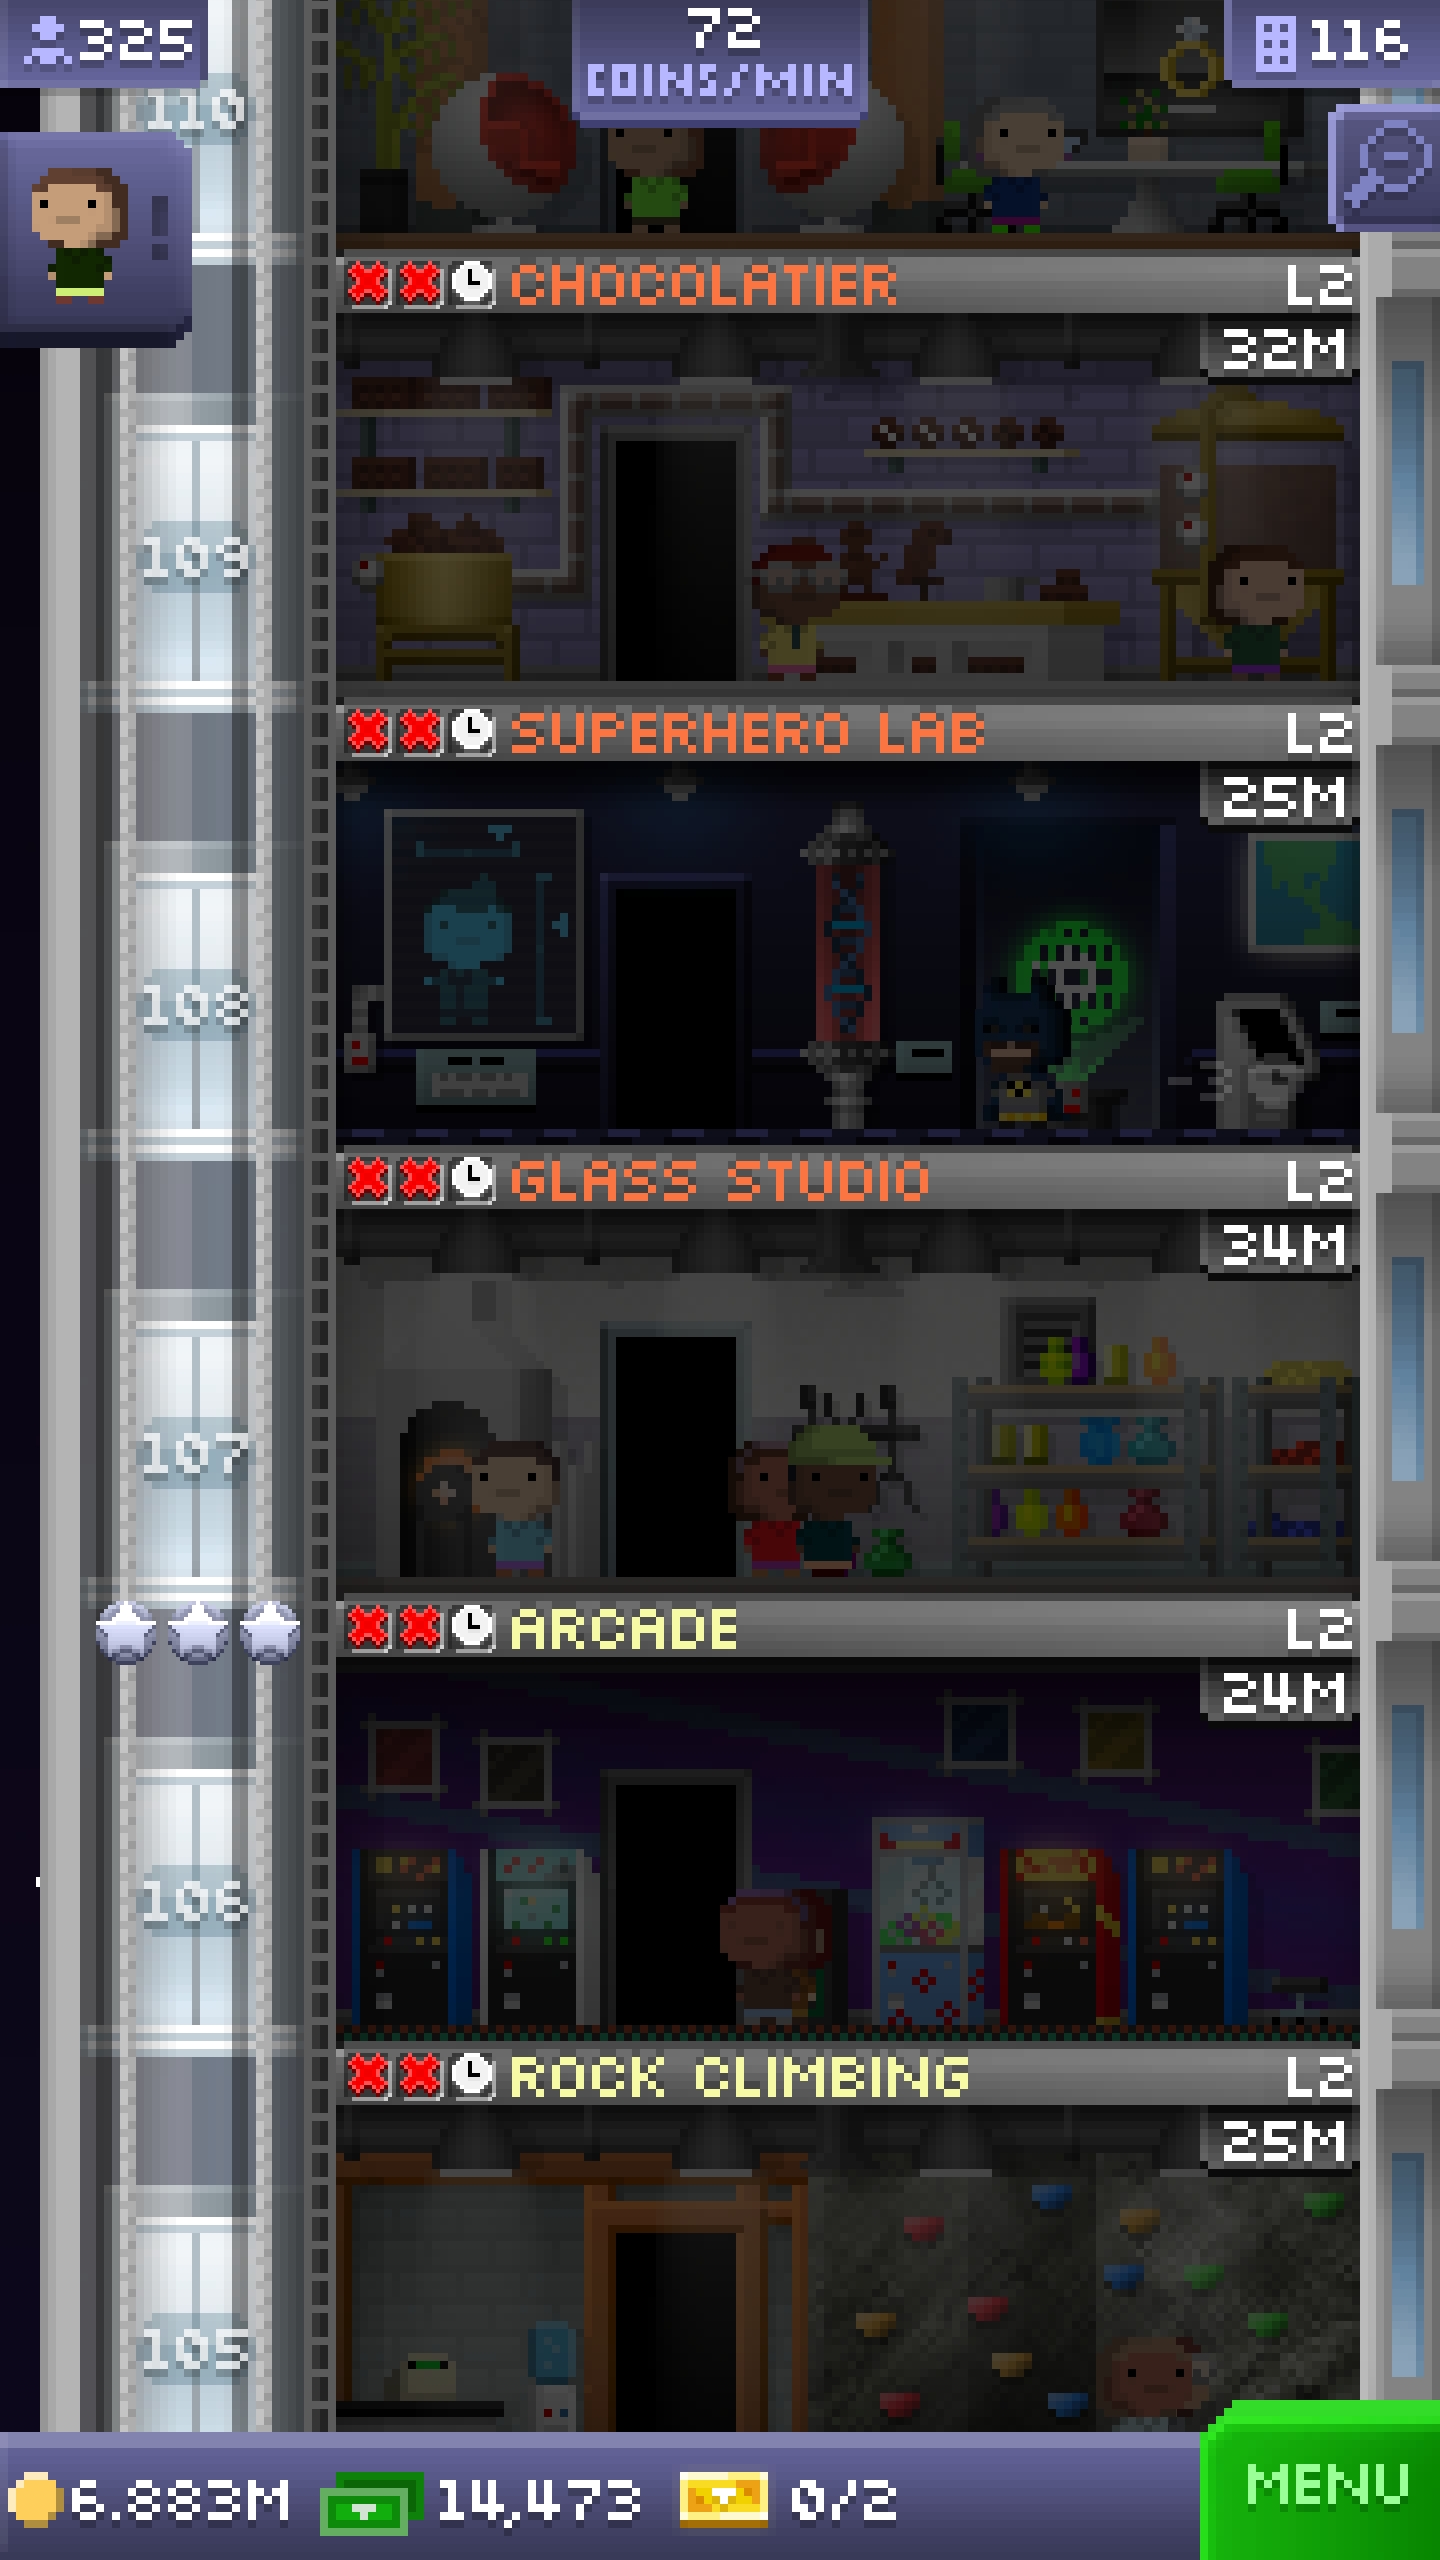 325
72
COINS/MIN
116
110
CHOCOLATIER L2
32M
109
SUPERHERO LAB L2
25M
108
GLASS STUDIO L2
34M
107
ARCADE L2
24M
106
ROCK CLIMBING L2
25M
105
6.883M 14,473 0/2
MENU